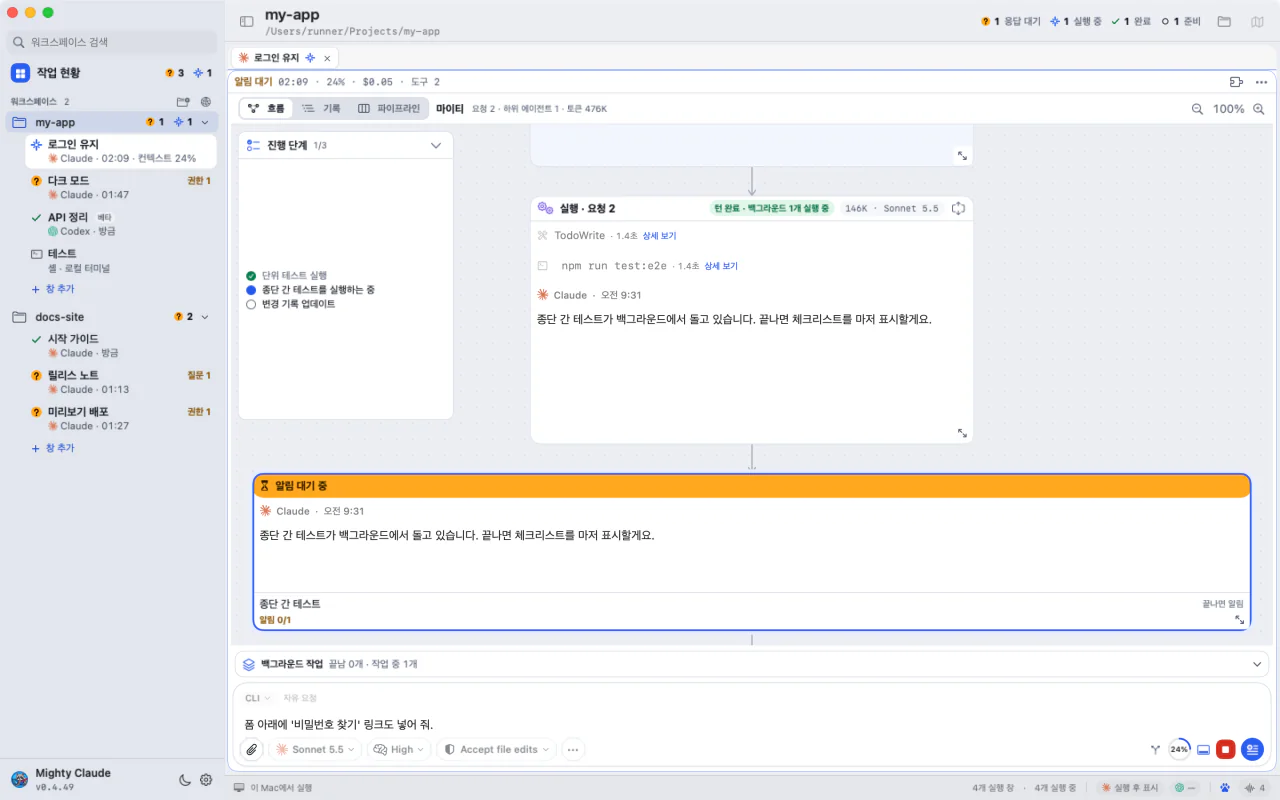 워크스페이스 검색
작업 현황 3 1
워크스페이스 2
my-app 1 1
로그인 유지
Claude · 02:09 · 컨텍스트 24%
다크 모드 권한 1
Claude · 01:47
API 정리 베타
Codex · 방금
테스트
셸 · 로컬 터미널
+ 창 추가
docs-site 2
시작 가이드
Claude · 방금
릴리스 노트 질문 1
Claude · 01:13
미리보기 배포 권한 1
Claude · 01:27
+ 창 추가
Mighty Claude
v0.4.49
my-app
/Users/runner/Projects/my-app
1 응답 대기 1 실행 중 1 완료 1 준비
로그인 유지
알림 대기 02:09 · 24% · $0.05 · 도구 2
흐름 기록 파이프라인 마이티 요청 2 · 하위 에이전트 1 · 토큰 476K
100%
진행 단계 1/3
단위 테스트 실행
종단 간 테스트를 실행하는 중
변경 기록 업데이트
실행 · 요청 2 턴 완료 · 백그라운드 1개 실행 중 146K · Sonnet 5.5
TodoWrite · 1.4초 상세 보기
npm run test:e2e · 1.4초 상세 보기
Claude · 오전 9:31
종단 간 테스트가 백그라운드에서 돌고 있습니다. 끝나면 체크리스트를 마저 표시할게요.
알림 대기 중
Claude · 오전 9:31
종단 간 테스트가 백그라운드에서 돌고 있습니다. 끝나면 체크리스트를 마저 표시할게요.
종단 간 테스트 끝나면 알림
알림 0/1
백그라운드 작업 끝남 0개 · 작업 중 1개
CLI 자유 요청
폼 아래에 '비밀번호 찾기' 링크도 넣어 줘.
Sonnet 5.5 High Accept file edits
24%
이 Mac에서 실행
4개 실행 창 · 4개 실행 중 실행 후 표시 — 4